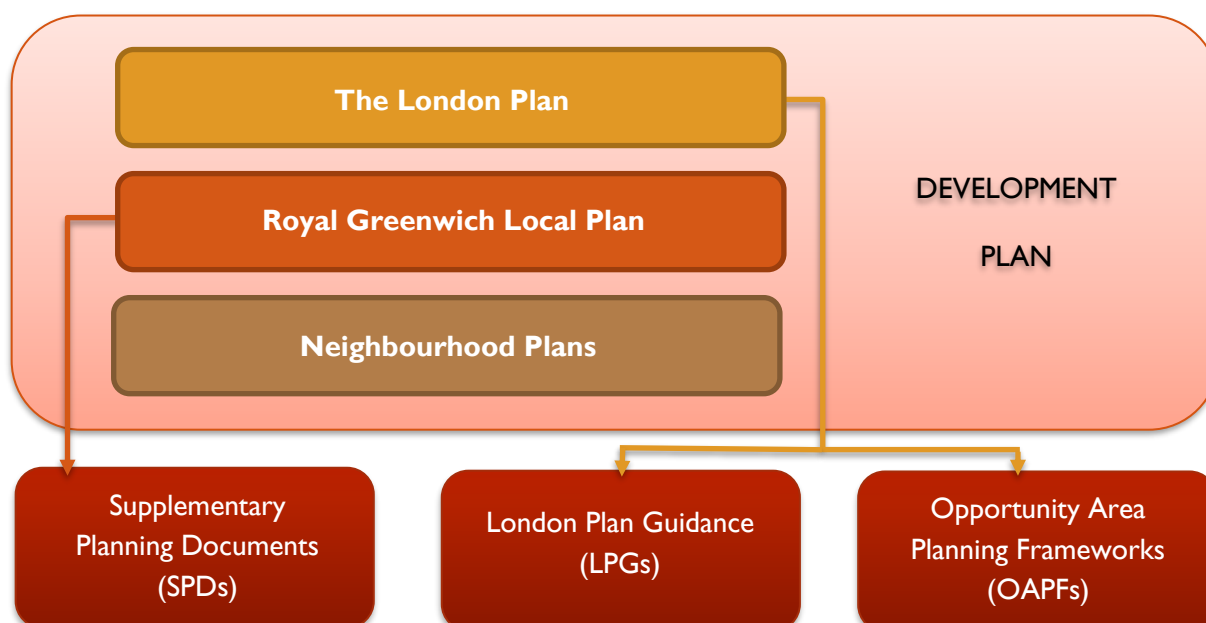 The London Plan
Royal Greenwich Local Plan
Neighbourhood Plans
DEVELOPMENT
PLAN
Supplementary
Planning Documents
(SPDs)
London Plan Guidance
(LPGs)
Opportunity Area
Planning Frameworks
(OAPFs)